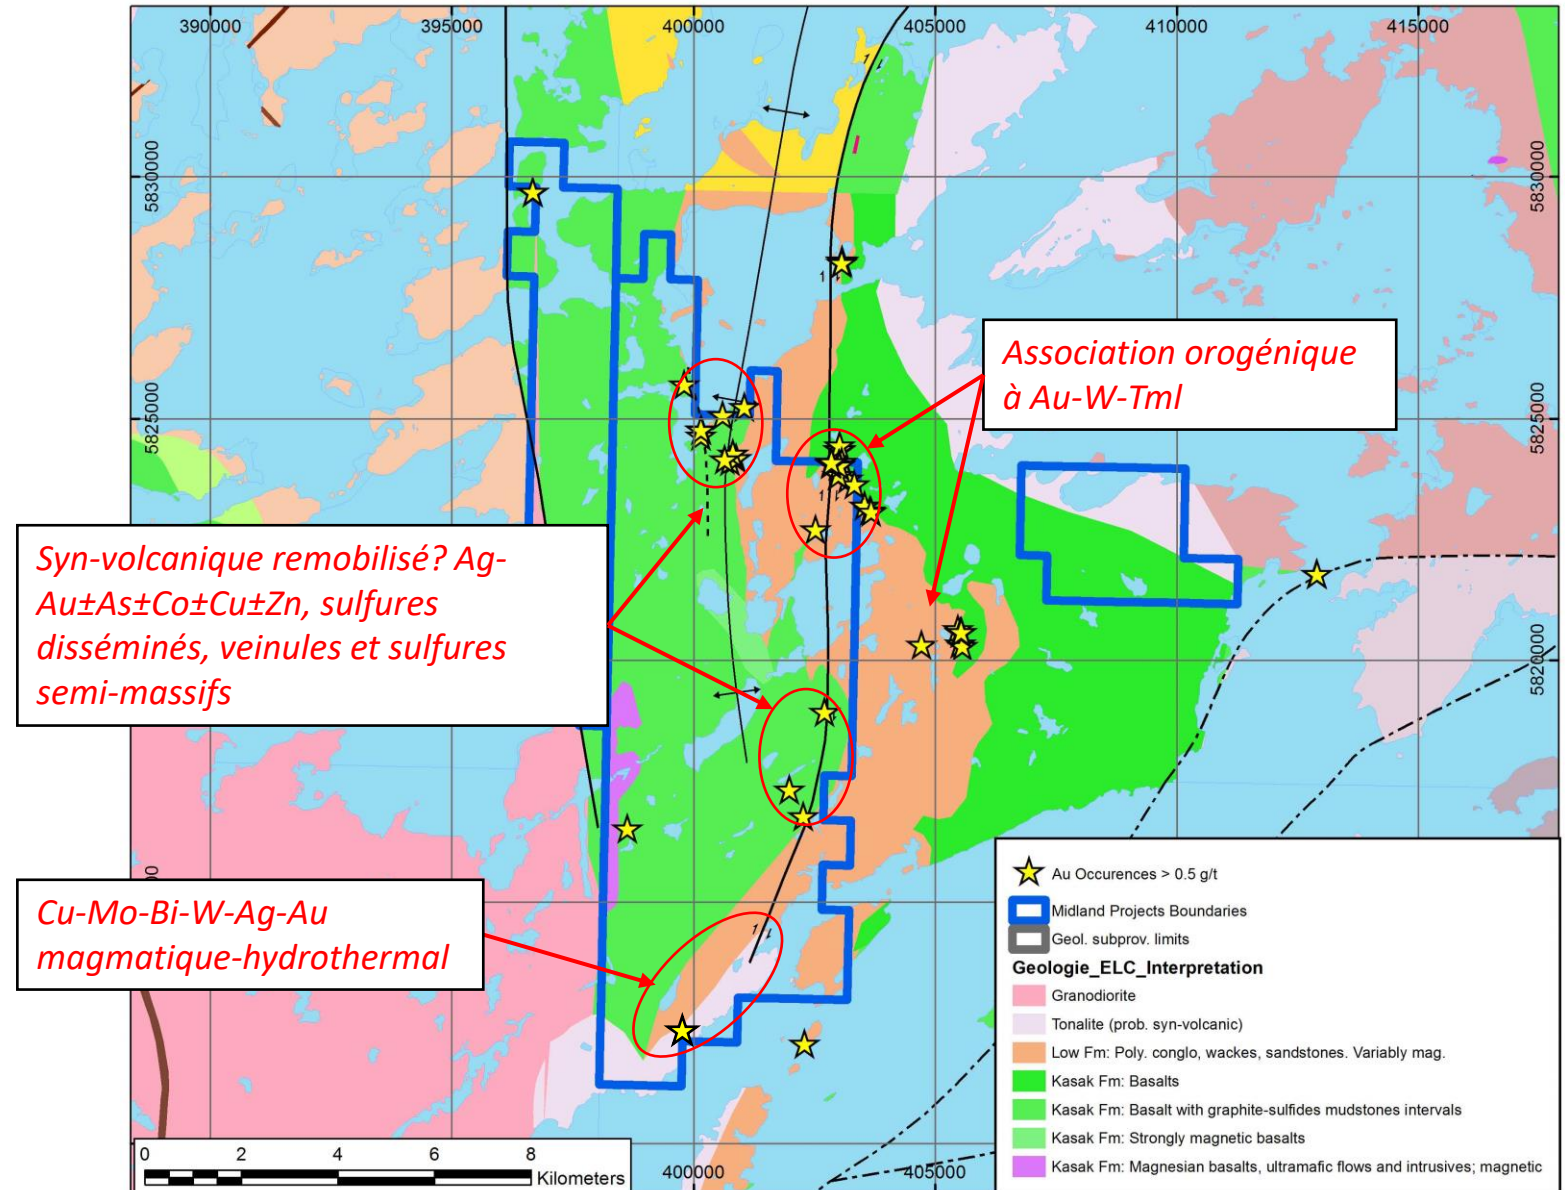 390000
395000
400000
405000
410000
415000
5830000
5830000
Association orogénique
à Au-W-Tml
5825000
5825000
Syn-volcanique remobilisé? Ag-
Au±As±Co±Cu±Zn, sulfures
disséminés, veinules et sulfures
semi-massifs
5820000
Cu-Mo-Bi-W-Ag-Au
magmatique-hydrothermal
Au Occurences > 0.5 g/t
Midland Projects Boundaries
Geol. subprov. limits
Geologie_ELC_Interpretation
Granodiorite
Tonalite (prob. syn-volcanic)
Low Fm: Poly. conglo, wackes, sandstones. Variably mag.
Kasak Fm: Basalts
Kasak Fm: Basalt with graphite-sulfides mudstones intervals
Kasak Fm: Strongly magnetic basalts
Kasak Fm: Magnesian basalts, ultramafic flows and intrusives; magnetic
0 2 4 6 8
Kilometers
400000
405000